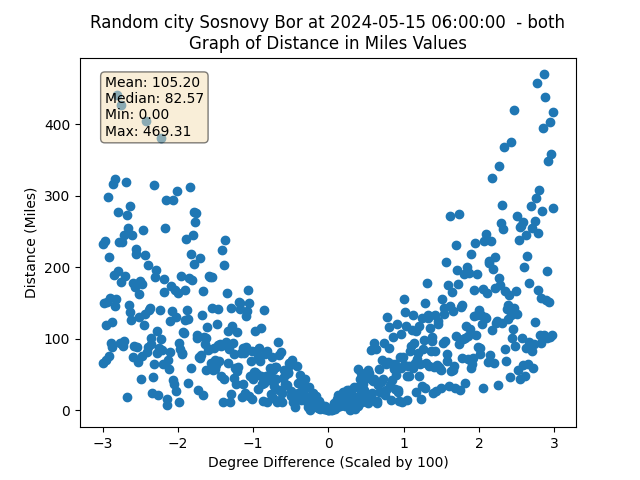 Random city Sosnovy Bor at 2024-05-15 06:00:00  - both
Graph of Distance in Miles Values
Mean: 105.20
Median: 82.57
Min: 0.00
Max: 469.31
400
300
200
100
0
Distance (Miles)
−3 −2 −1 0 1 2 3
Degree Difference (Scaled by 100)